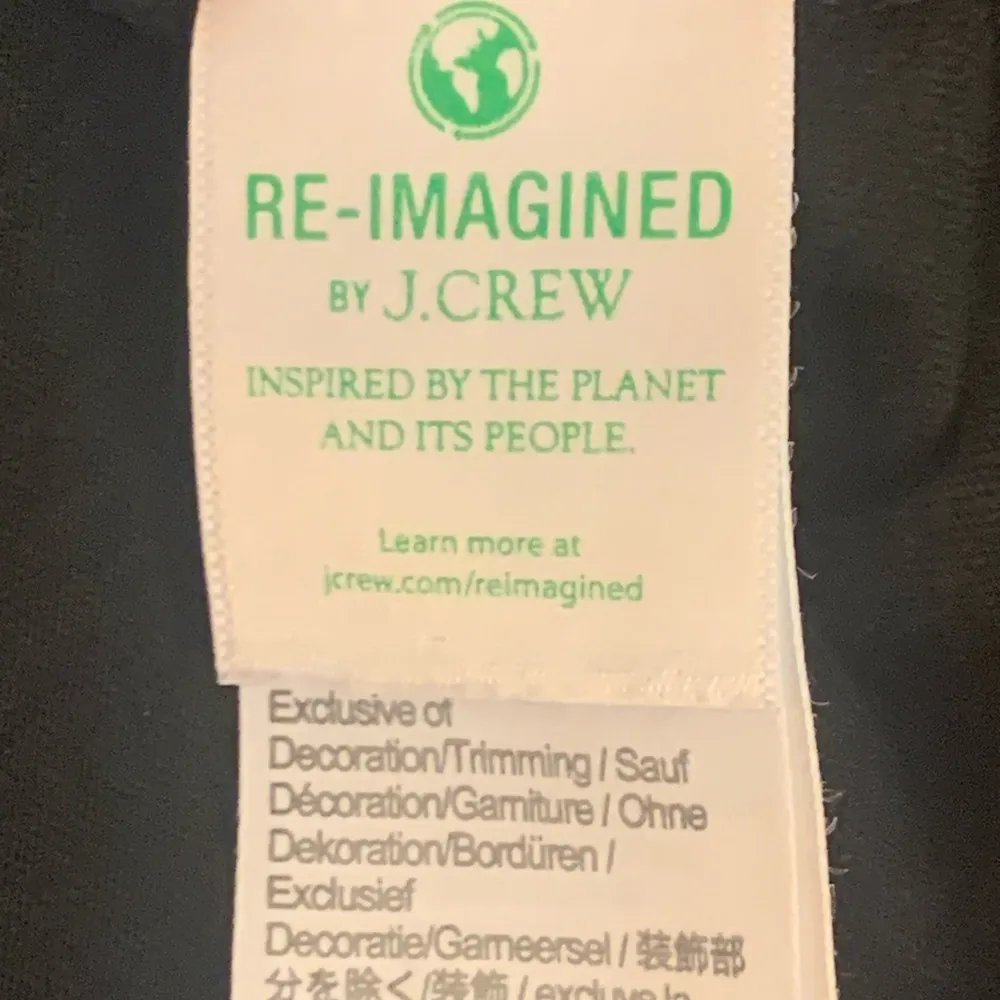 RE-IMAGINED
BY J.CREW
INSPIRED BY THE PLANET
AND ITS PEOPLE.
Learn more at
jcrew.com/reimagined
Exclusive of
Decoration/Trimming / Sauf
Décoration/Garniture / Ohne
Dekoration/Bordüren /
Exclusief
Decoratie/Garneersel / 装飾部
分を除く/装飾 / excluye la